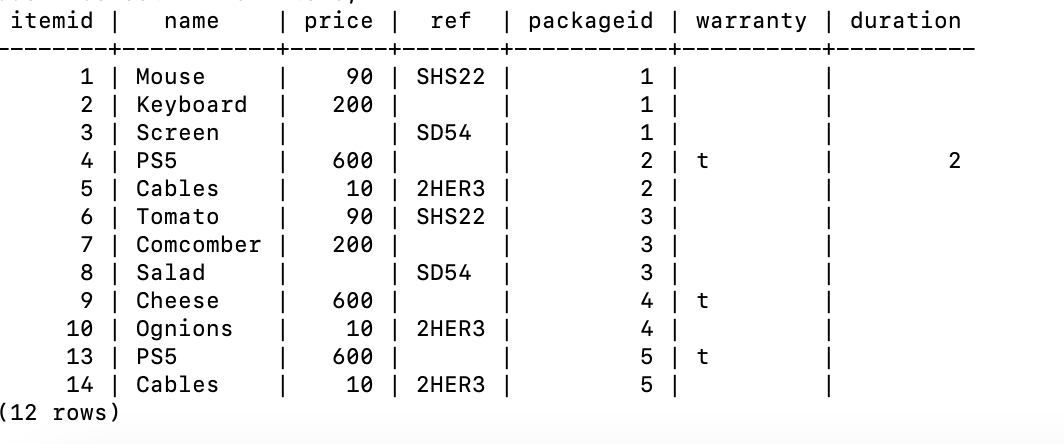 itemid |   name   | price |  ref  | packageid | warranty | duration
--------+----------+-------+-------+-----------+----------+----------
      1 | Mouse     |    90 | SHS22 |         1 |          |
      2 | Keyboard  |   200 |       |         1 |          |
      3 | Screen    |       | SD54  |         1 |          |
      4 | PS5       |   600 |       |         2 | t        |        2
      5 | Cables    |    10 | 2HER3 |         2 |          |
      6 | Tomato    |    90 | SHS22 |         3 |          |
      7 | Comcomber |   200 |       |         3 |          |
      8 | Salad     |       | SD54  |         3 |          |
      9 | Cheese    |   600 |       |         4 | t        |
     10 | Ognions   |    10 | 2HER3 |         4 |          |
     13 | PS5       |   600 |       |         5 | t        |
     14 | Cables    |    10 | 2HER3 |         5 |          |
(12 rows)